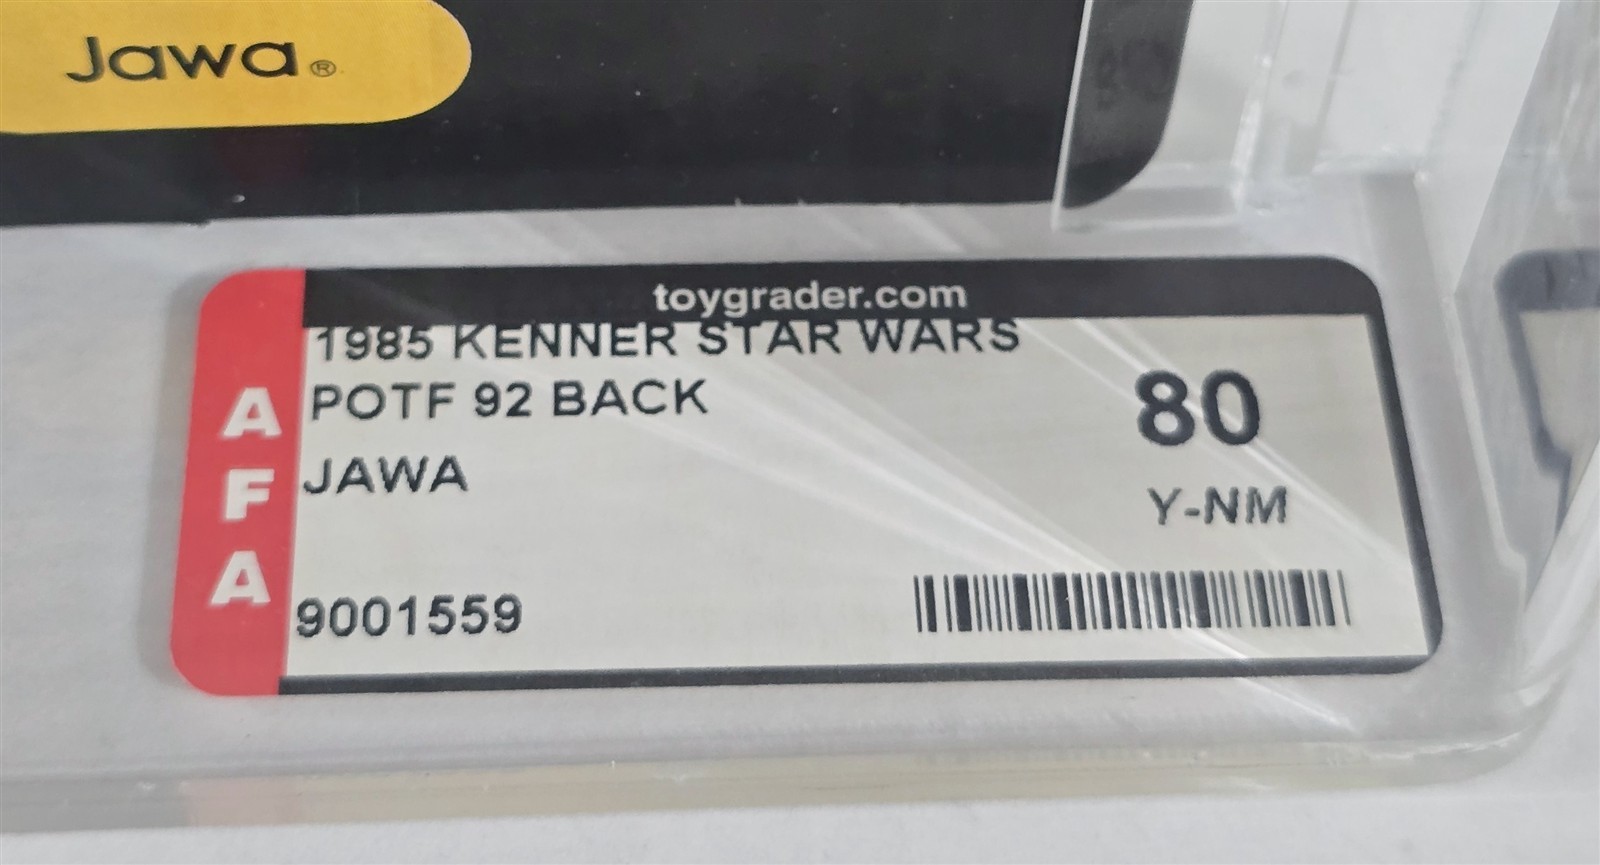 Jawa®
toygrader.com
AFA
1985 KENNER STAR WARS
POTF 92 BACK
JAWA
80
Y-NM
9001559